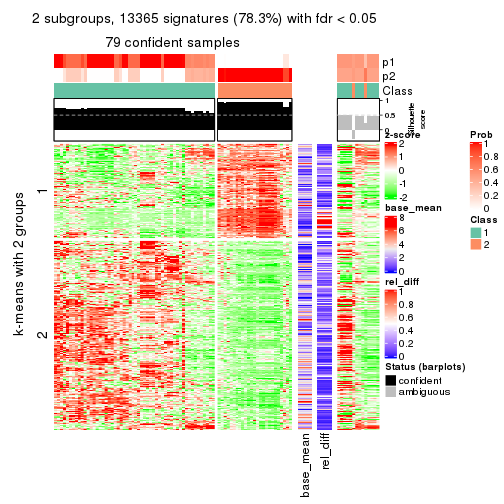 2 subgroups, 13365 signatures (78.3%) with fdr < 0.05
79 confident samples
p1
p2
Class
1
0.5
0
Silhouette
score
k-means with 2 groups
1
2
base_mean
rel_diff
z-score
2
1
0
-1
-2
base_mean
8
6
4
2
0
rel_diff
1
0.8
0.6
0.4
0.2
0
Status (barplots)
confident
ambiguous
Prob
1
0.8
0.6
0.4
0.2
0
Class
1
2